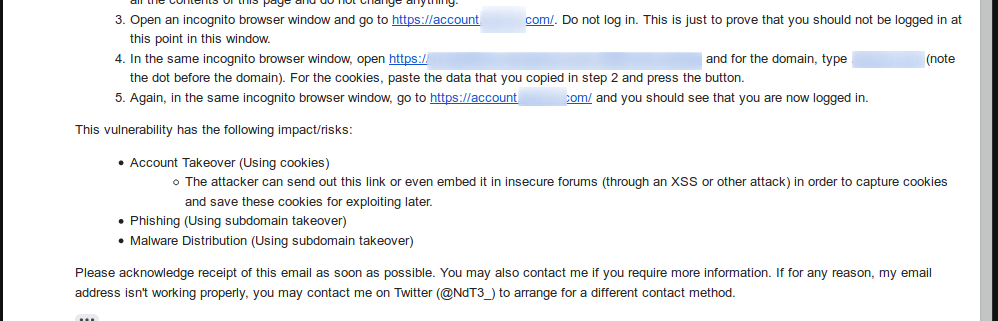 all the contents of this page and do not change anything.
3. Open an incognito browser window and go to https://account com/. Do not log in. This is just to prove that you should not be logged in at
this point in this window.
4. In the same incognito browser window, open https:/ and for the domain, type (note
the dot before the domain). For the cookies, paste the data that you copied in step 2 and press the button.
5. Again, in the same incognito browser window, go to https://account com/ and you should see that you are now logged in.
This vulnerability has the following impact/risks:
• Account Takeover (Using cookies)
◦ The attacker can send out this link or even embed it in insecure forums (through an XSS or other attack) in order to capture cookies
and save these cookies for exploiting later.
• Phishing (Using subdomain takeover)
• Malware Distribution (Using subdomain takeover)
Please acknowledge receipt of this email as soon as possible. You may also contact me if you require more information. If for any reason, my email
address isn't working properly, you may contact me on Twitter (@NdT3_) to arrange for a different contact method.